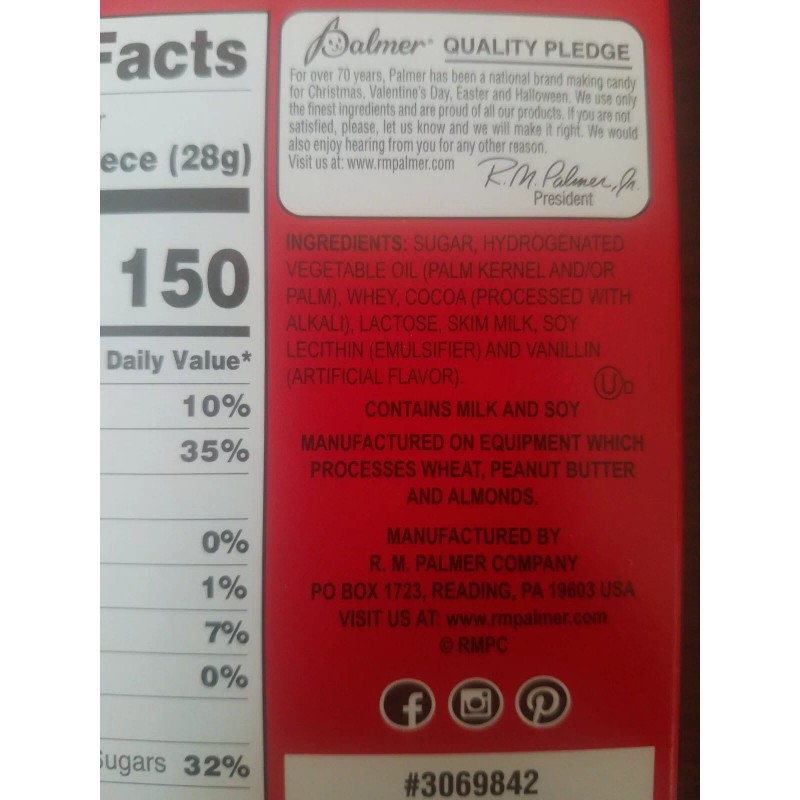 Facts
ece (28g)
150
Daily Value*
10%
35%
0%
1%
7%
0%
Sugars 32%
Palmer® QUALITY PLEDGE
For over 70 years, Palmer has been a national brand making candy
for Christmas, Valentine's Day, Easter and Halloween. We use only
the finest ingredients and are proud of all our products. If you are not
satisfied, please, let us know and we will make it right. We would
also enjoy hearing from you for any other reason.
Visit us at: www.rmpalmer.com
R. M. Palmer, Jr.
President
INGREDIENTS: SUGAR, HYDROGENATED
VEGETABLE OIL (PALM KERNEL AND/OR
PALM), WHEY, COCOA (PROCESSED WITH
ALKALI), LACTOSE, SKIM MILK, SOY
LECITHIN (EMULSIFIER) AND VANILLIN
(ARTIFICIAL FLAVOR).
U D
CONTAINS MILK AND SOY
MANUFACTURED ON EQUIPMENT WHICH
PROCESSES WHEAT, PEANUT BUTTER
AND ALMONDS.
MANUFACTURED BY
R. M. PALMER COMPANY
PO BOX 1723, READING, PA 19603 USA
VISIT US AT: www.rmpalmer.com
© RMPC
#3069842